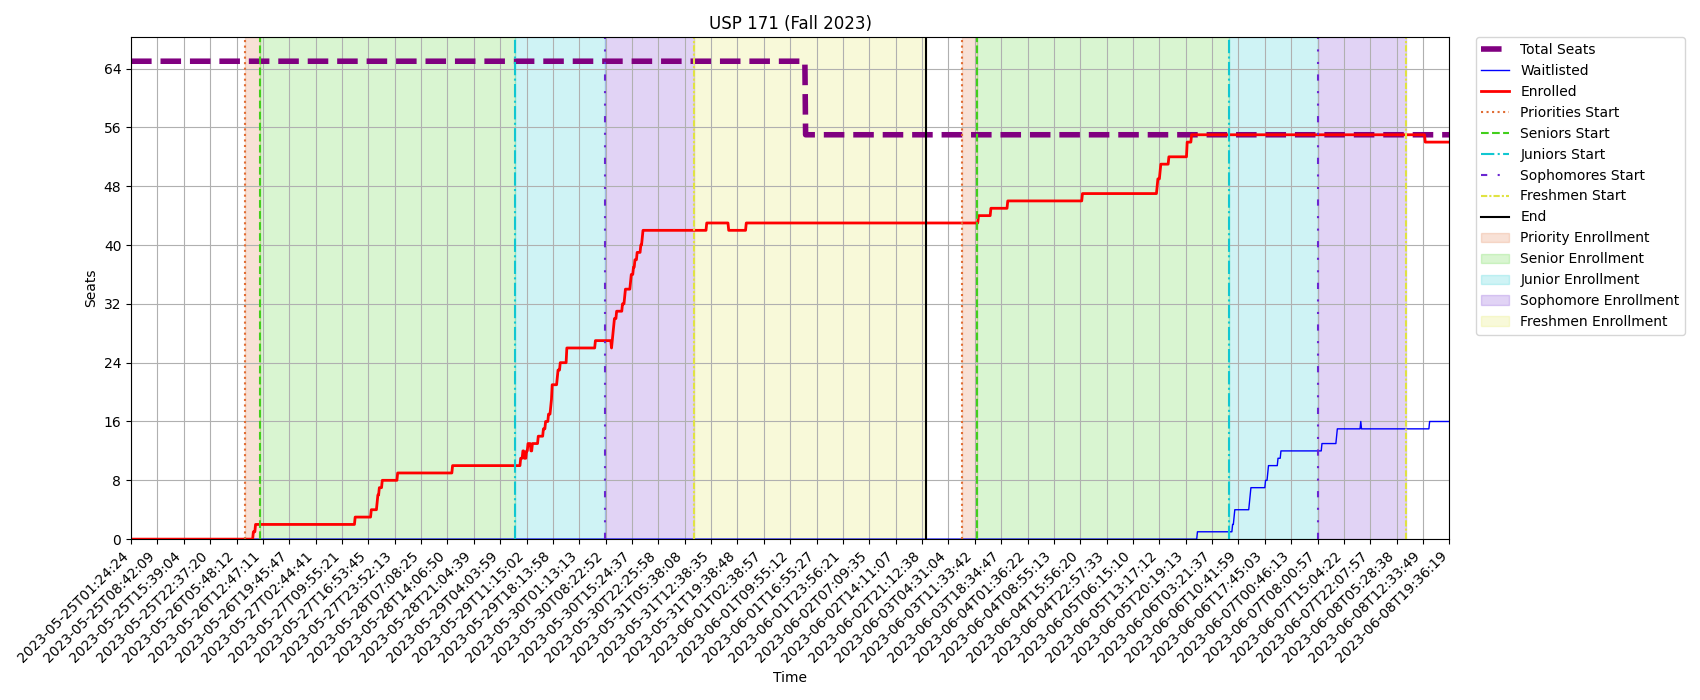 USP 171 (Fall 2023)
Total Seats
Waitlisted
Enrolled
Priorities Start
Seniors Start
Juniors Start
Sophomores Start
Freshmen Start
End
Priority Enrollment
Senior Enrollment
Junior Enrollment
Sophomore Enrollment
Freshmen Enrollment
Seats
64
56
48
40
32
24
16
8
0
2023-05-25T01:24:24
2023-05-25T08:42:09
2023-05-25T15:39:04
2023-05-25T22:37:20
2023-05-26T05:48:12
2023-05-26T12:47:11
2023-05-26T19:45:47
2023-05-27T02:44:41
2023-05-27T09:55:21
2023-05-27T16:53:45
2023-05-27T23:52:13
2023-05-28T07:08:25
2023-05-28T14:06:50
2023-05-28T21:04:39
2023-05-29T04:03:59
2023-05-29T11:15:02
2023-05-29T18:13:58
2023-05-30T01:13:13
2023-05-30T08:22:52
2023-05-30T15:24:37
2023-05-30T22:25:58
2023-05-31T05:38:08
2023-05-31T12:38:35
2023-05-31T19:38:48
2023-06-01T02:38:57
2023-06-01T09:55:12
2023-06-01T16:55:27
2023-06-01T23:56:21
2023-06-02T07:09:35
2023-06-02T14:11:07
2023-06-02T21:12:38
2023-06-03T04:31:04
2023-06-03T11:33:42
2023-06-03T18:34:47
2023-06-04T01:36:22
2023-06-04T08:55:13
2023-06-04T15:56:20
2023-06-04T22:57:33
2023-06-05T06:15:10
2023-06-05T13:17:12
2023-06-05T20:19:13
2023-06-06T03:21:37
2023-06-06T10:41:59
2023-06-06T17:45:03
2023-06-07T00:46:13
2023-06-07T08:00:57
2023-06-07T15:04:22
2023-06-07T22:07:57
2023-06-08T05:28:38
2023-06-08T12:33:49
2023-06-08T19:36:19
Time